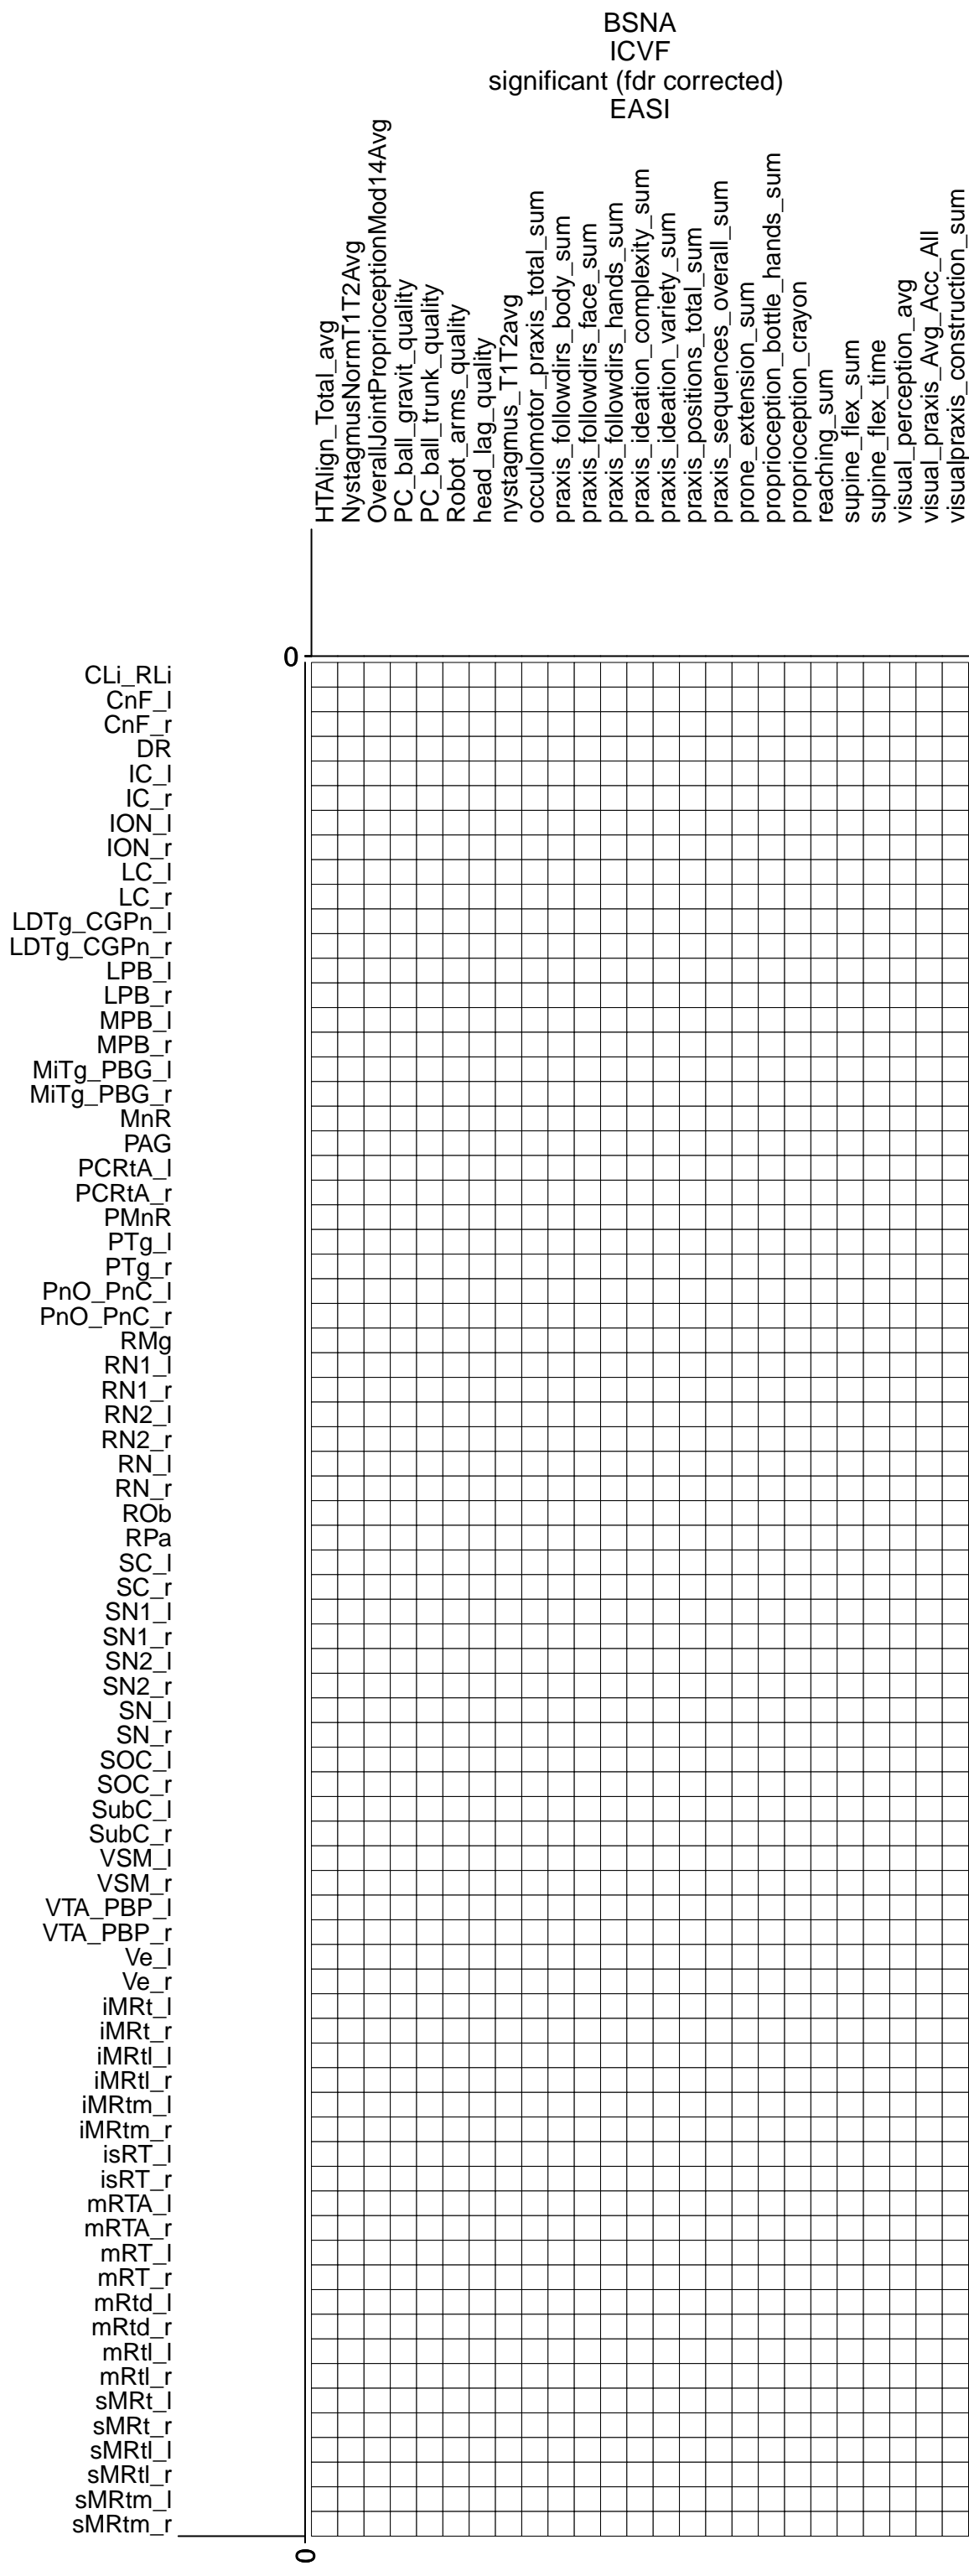 BSNA
ICVF
significant (fdr corrected)
EASI
HTAlign_Total_avg
NystagmusNormT1T2Avg
OverallJointProprioceptionMod14Avg
PC_ball_gravit_quality
PC_ball_trunk_quality
Robot_arms_quality
head_lag_quality
nystagmus_T1T2avg
occulomotor_praxis_total_sum
praxis_followdirs_body_sum
praxis_followdirs_face_sum
praxis_followdirs_hands_sum
praxis_ideation_complexity_sum
praxis_ideation_variety_sum
praxis_positions_total_sum
praxis_sequences_overall_sum
prone_extension_sum
proprioception_bottle_hands_sum
proprioception_crayon
reaching_sum
supine_flex_sum
supine_flex_time
visual_perception_avg
visual_praxis_Avg_Acc_All
visualpraxis_construction_sum
0
CLi_RLi
CnF_l
CnF_r
DR
IC_l
IC_r
ION_l
ION_r
LC_l
LC_r
LDTg_CGPn_l
LDTg_CGPn_r
LPB_l
LPB_r
MPB_l
MPB_r
MiTg_PBG_l
MiTg_PBG_r
MnR
PAG
PCRtA_l
PCRtA_r
PMnR
PTg_l
PTg_r
PnO_PnC_l
PnO_PnC_r
RMg
RN1_l
RN1_r
RN2_l
RN2_r
RN_l
RN_r
ROb
RPa
SC_l
SC_r
SN1_l
SN1_r
SN2_l
SN2_r
SN_l
SN_r
SOC_l
SOC_r
SubC_l
SubC_r
VSM_l
VSM_r
VTA_PBP_l
VTA_PBP_r
Ve_l
Ve_r
iMRt_l
iMRt_r
iMRtl_l
iMRtl_r
iMRtm_l
iMRtm_r
isRT_l
isRT_r
mRTA_l
mRTA_r
mRT_l
mRT_r
mRtd_l
mRtd_r
mRtl_l
mRtl_r
sMRt_l
sMRt_r
sMRtl_l
sMRtl_r
sMRtm_l
sMRtm_r
0